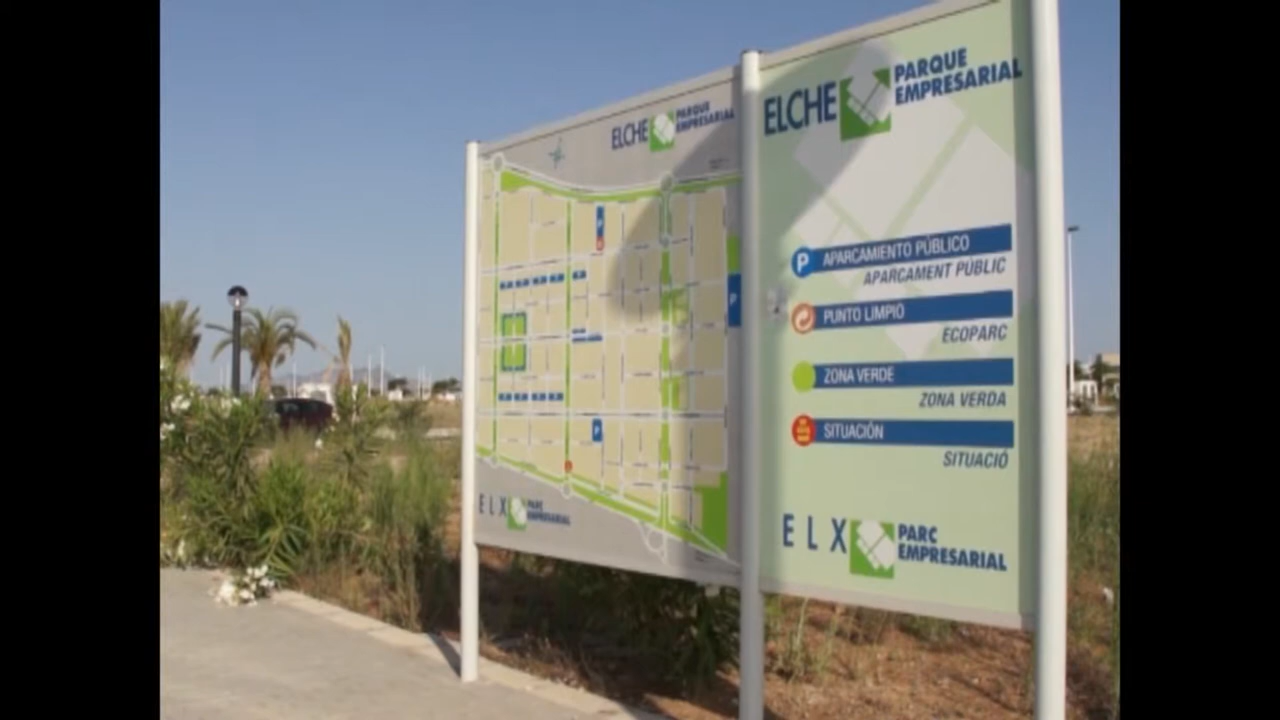 ELCHE PARQUE EMPRESARIAL
P
P
P
ELX PARC EMPRESARIAL
ELCHE PARQUE EMPRESARIAL
P APARCAMIENTO PÚBLICO
APARCAMENT PÚBLIC
PUNTO LIMPIO
ECOPARC
ZONA VERDE
ZONA VERDA
SITUACIÓN
SITUACIÓ
ELX PARC EMPRESARIAL